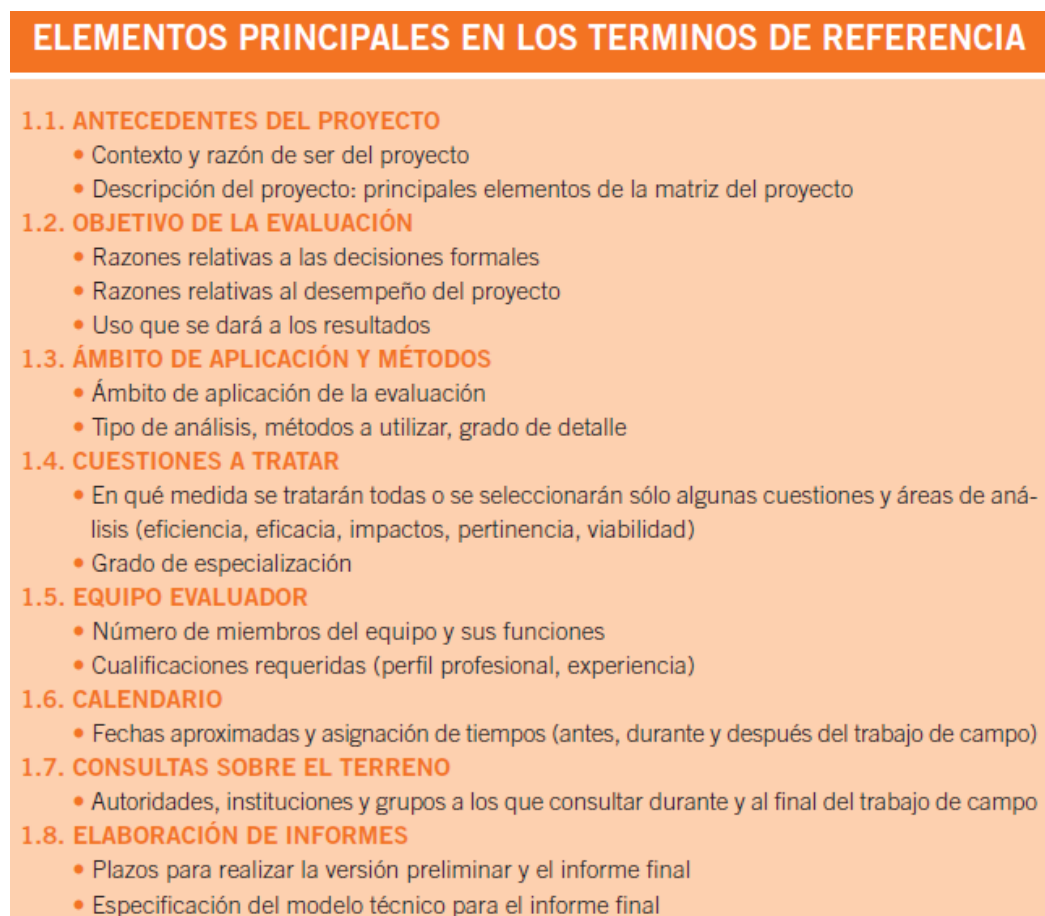 ELEMENTOS PRINCIPALES EN LOS TERMINOS DE REFERENCIA
1.1. ANTECEDENTES DEL PROYECTO
• Contexto y razón de ser del proyecto
• Descripción del proyecto: principales elementos de la matriz del proyecto
1.2. OBJETIVO DE LA EVALUACIÓN
• Razones relativas a las decisiones formales
• Razones relativas al desempeño del proyecto
• Uso que se dará a los resultados
1.3. ÁMBITO DE APLICACIÓN Y MÉTODOS
• Ámbito de aplicación de la evaluación
• Tipo de análisis, métodos a utilizar, grado de detalle
1.4. CUESTIONES A TRATAR
• En qué medida se tratarán todas o se seleccionarán sólo algunas cuestiones y áreas de aná-
lisis (eficiencia, eficacia, impactos, pertinencia, viabilidad)
• Grado de especialización
1.5. EQUIPO EVALUADOR
• Número de miembros del equipo y sus funciones
• Cualificaciones requeridas (perfil profesional, experiencia)
1.6. CALENDARIO
• Fechas aproximadas y asignación de tiempos (antes, durante y después del trabajo de campo)
1.7. CONSULTAS SOBRE EL TERRENO
• Autoridades, instituciones y grupos a los que consultar durante y al final del trabajo de campo
1.8. ELABORACIÓN DE INFORMES
• Plazos para realizar la versión preliminar y el informe final
• Especificación del modelo técnico para el informe final